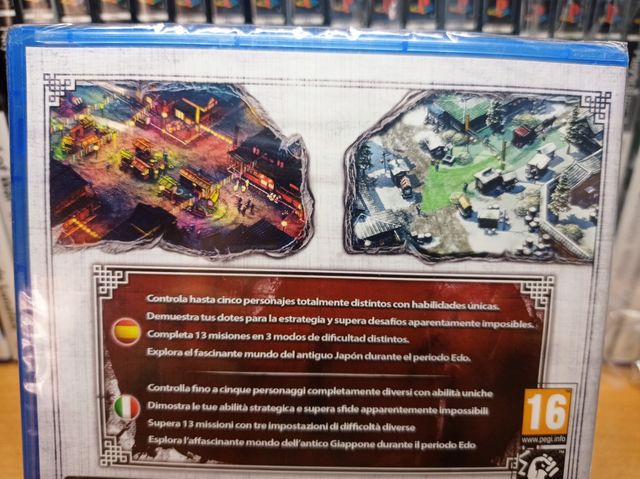 Controla hasta cinco personajes totalmente distintos con habilidades únicas.
Demuestra tus dotes para la estrategia y supera desafíos aparentemente imposibles.
Completa 13 misiones en 3 modos de dificultad distintos.
Explora el fascinante mundo del antiguo Japón durante el periodo Edo.
Controlla fino a cinque personaggi completamente diversi con abilità uniche
Dimostra le tue abilità strategica e supera sfide apparentemente impossibili
Supera 13 missioni con tre impostazioni di difficoltà diverse
Esplora l'affascinante mondo dell'antico Giappone durante il periodo Edo
16
www.pegi.info